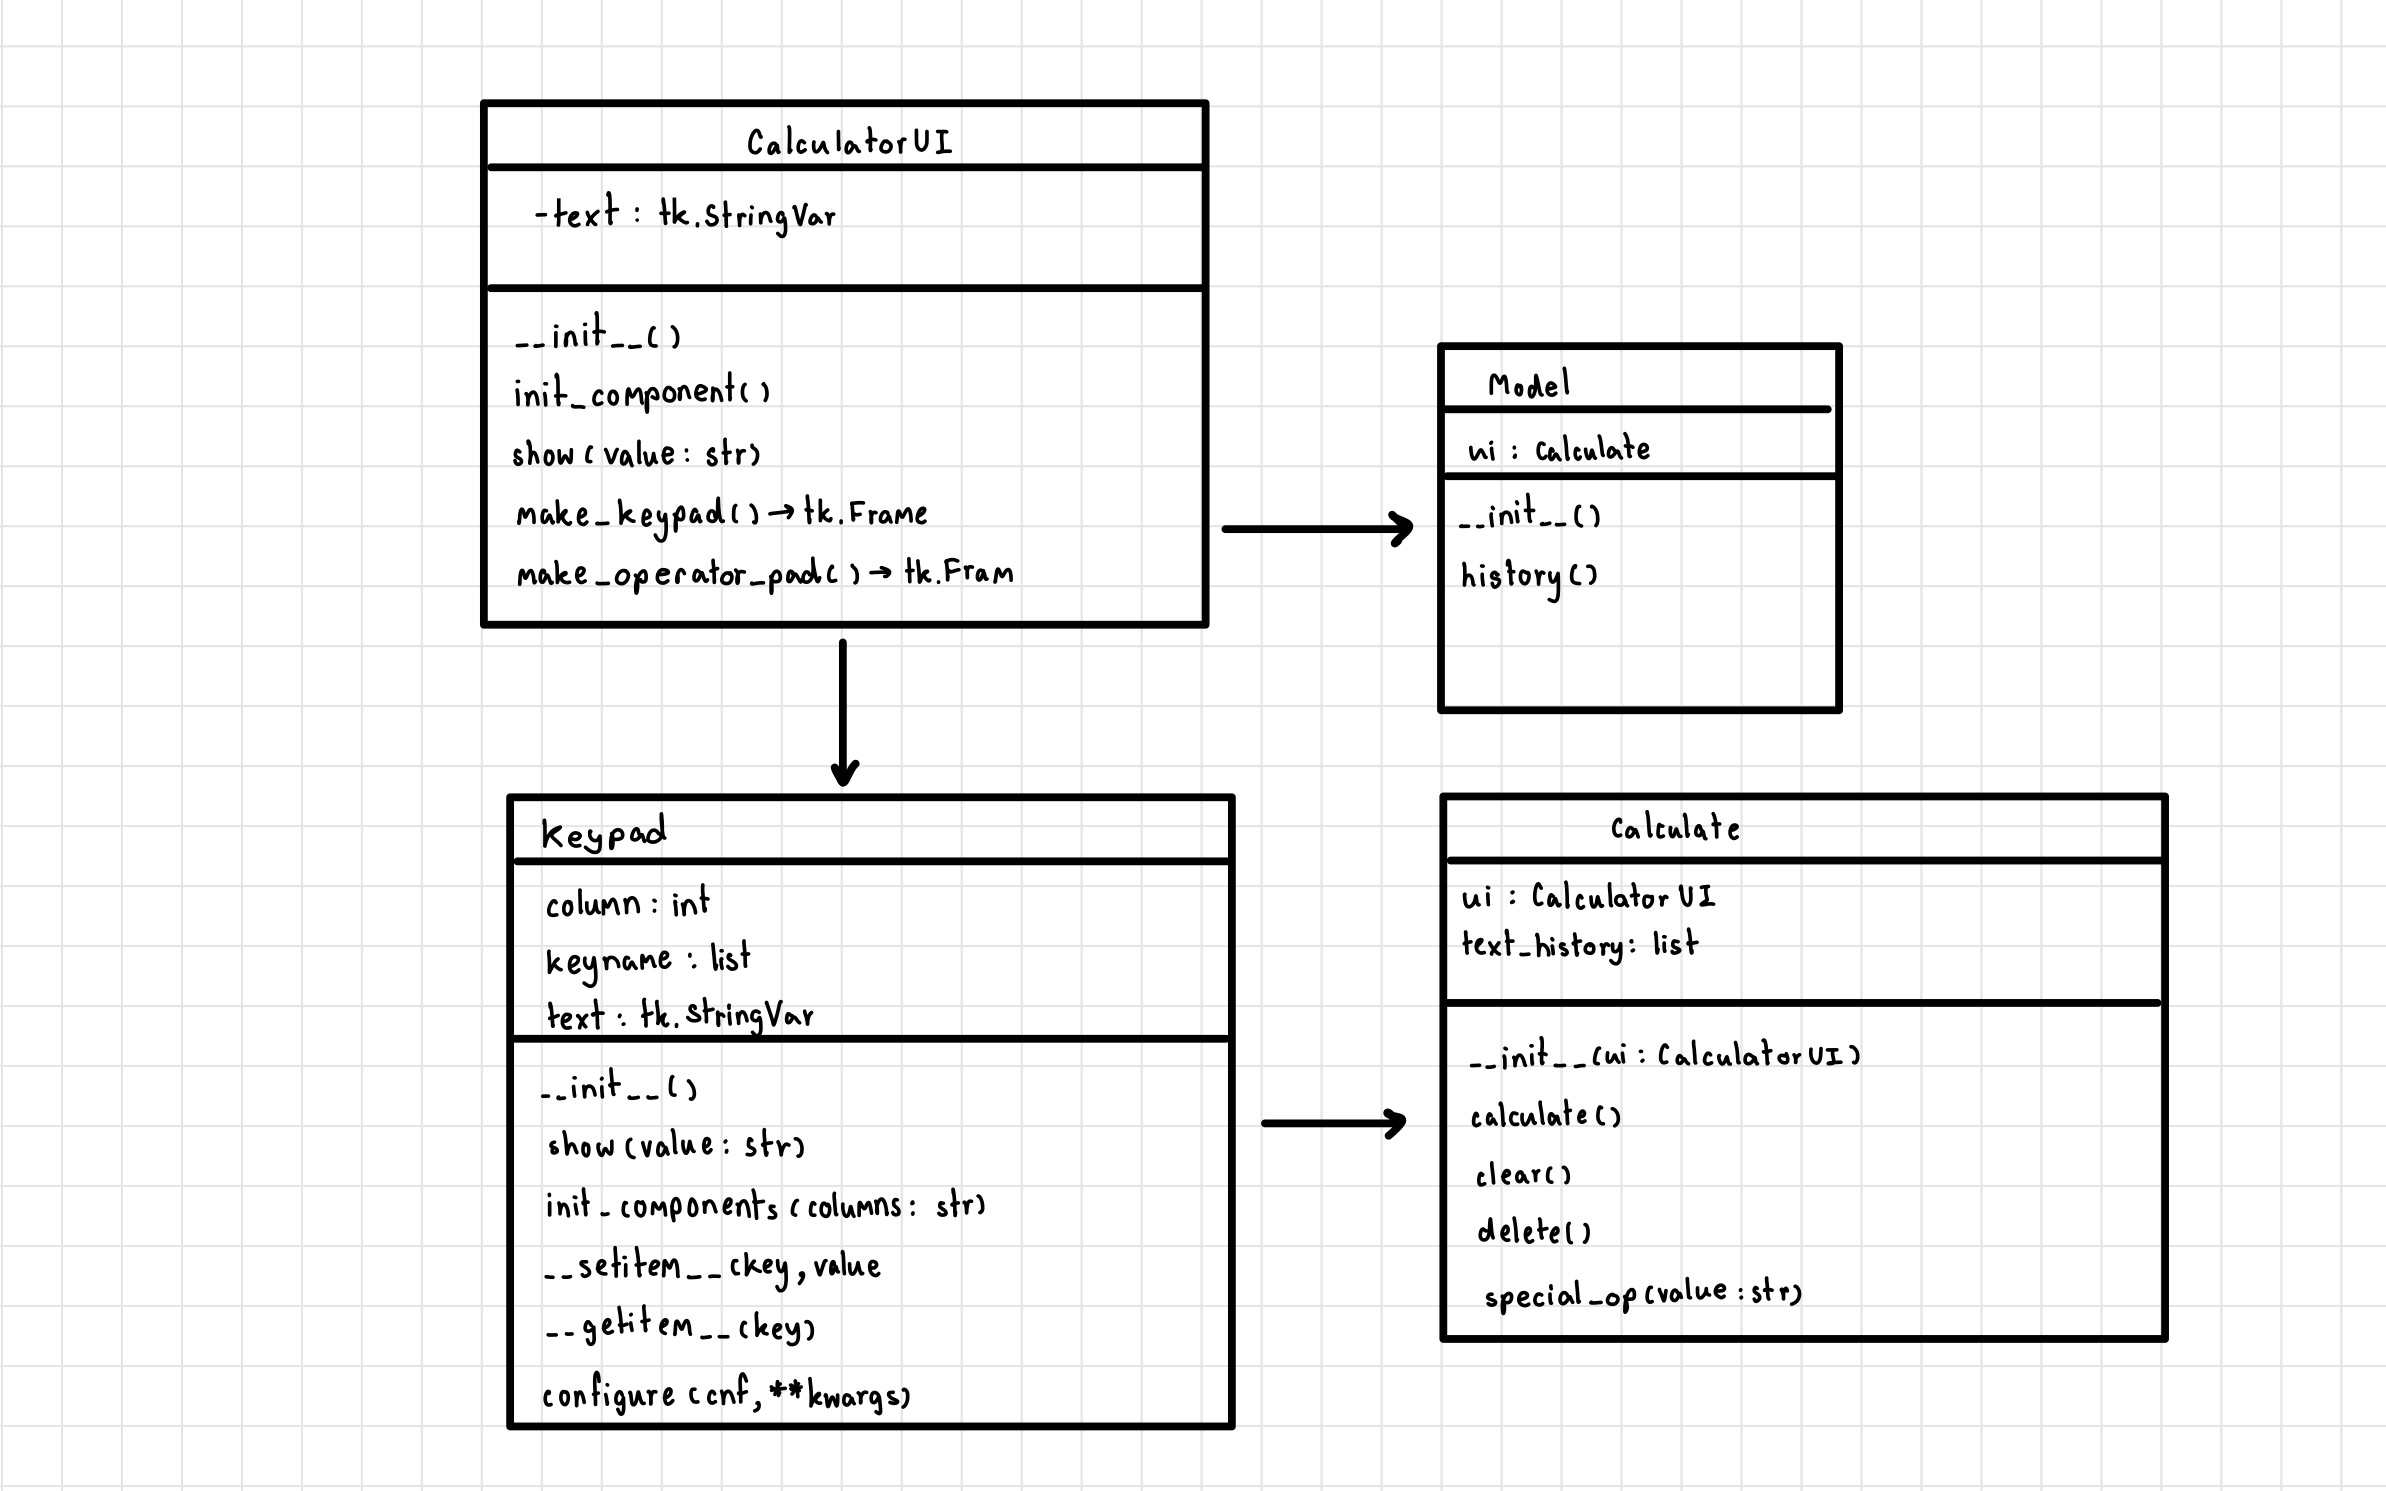 CalculatorUI
-text : tk.StringVar
__init__()
init_component()
show(value: str)
make_keypad() → tk.Frame
make_operator_pad() → tk.Fram
Model
ui : Calculate
__init__()
history()
Keypad
column : int
keyname : list
text : tk.StringVar
__init__()
show(value: str)
init_components(columns: str)
__setitem__(key, value
__getitem__(key)
configure(cnf, **kwargs)
Calculate
ui : CalculatorUI
text_history: list
__init__(ui: CalculatorUI)
calculate()
clear()
delete()
special_op(value:str)